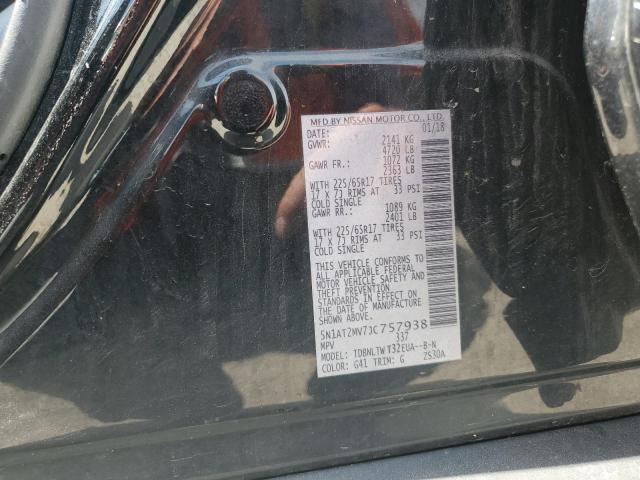 MFD BY NISSAN MOTOR CO., LTD.
DATE: 01/18
GVWR: 2141 KG
4720 LB
GAWR FR.: 1072 KG
2363 LB
WITH 225/65R17 TIRES
17 X 7J RIMS AT 33 PSI
COLD SINGLE
GAWR RR.: 1089 KG
2401 LB
WITH 225/65R17 TIRES
17 X 7J RIMS AT 33 PSI
COLD SINGLE
THIS VEHICLE CONFORMS TO
ALL APPLICABLE FEDERAL
MOTOR VEHICLE SAFETY AND
THEFT PREVENTION
STANDARDS IN EFFECT ON THE
DATE OF MANUFACTURE
SHOWN ABOVE.
5N1AT2MV7JC757938
MPV 337
MODEL: TDBNLTWT32EUA--B-N
COLOR: G41 TRIM: G ZS30A